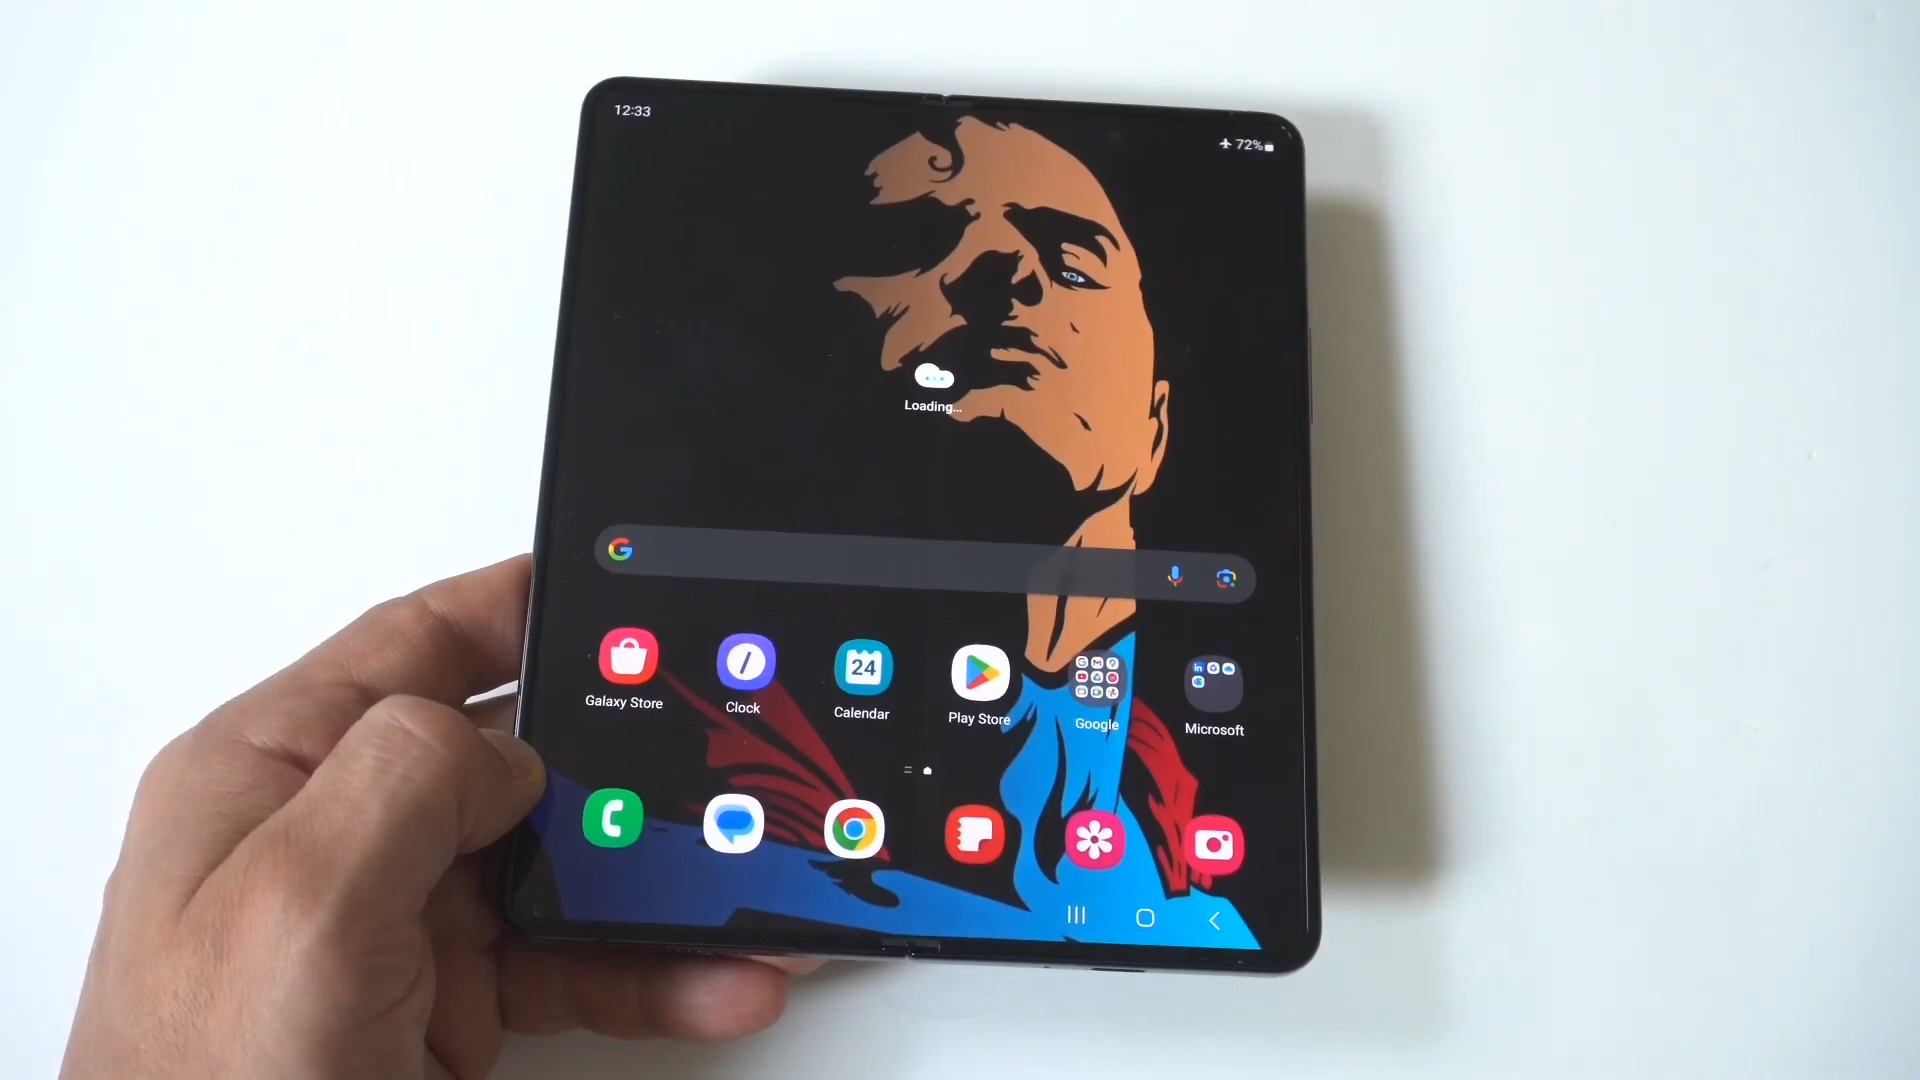 12:33
72%
Loading...
Galaxy Store
Clock
24
Calendar
Play Store
Google
Microsoft